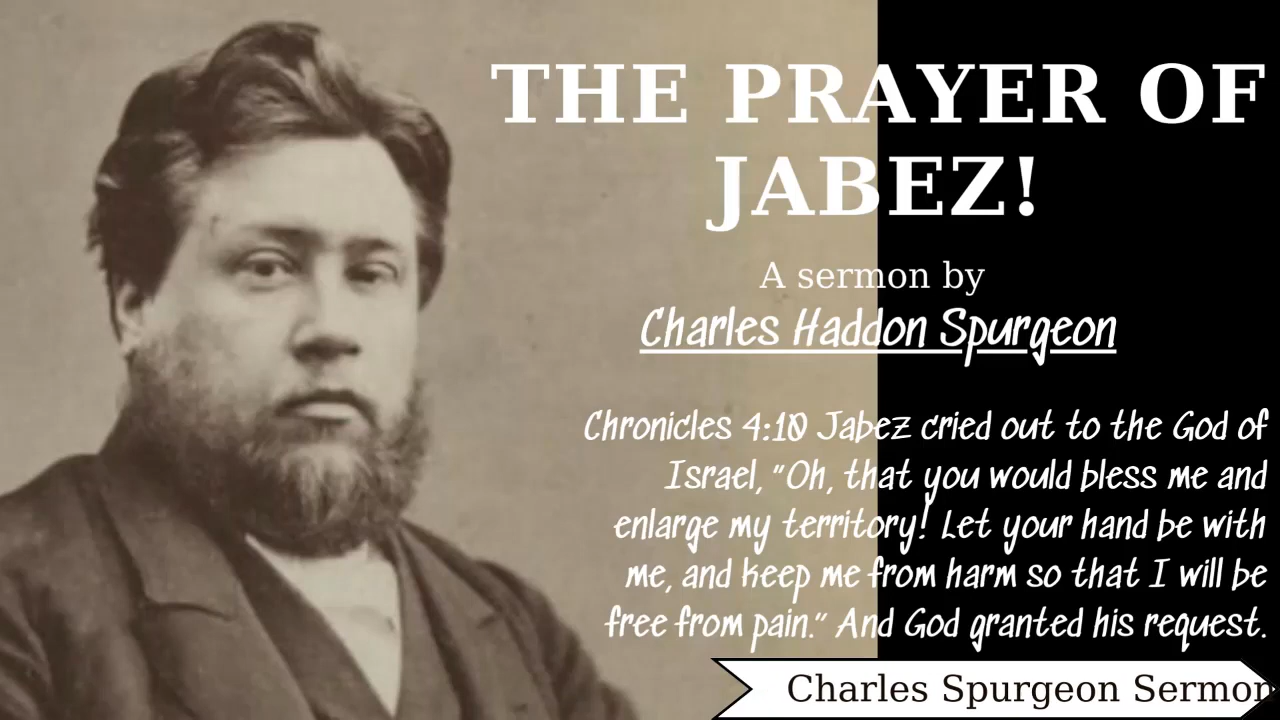 THE PRAYER OF
JABEZ!
A sermon by
Charles Haddon Spurgeon
Chronicles 4:10 Jabez cried out to the God of
Israel, "Oh, that you would bless me and
enlarge my territory! Let your hand be with
me, and keep me from harm so that I will be
free from pain." And God granted his request.
Charles Spurgeon Sermon